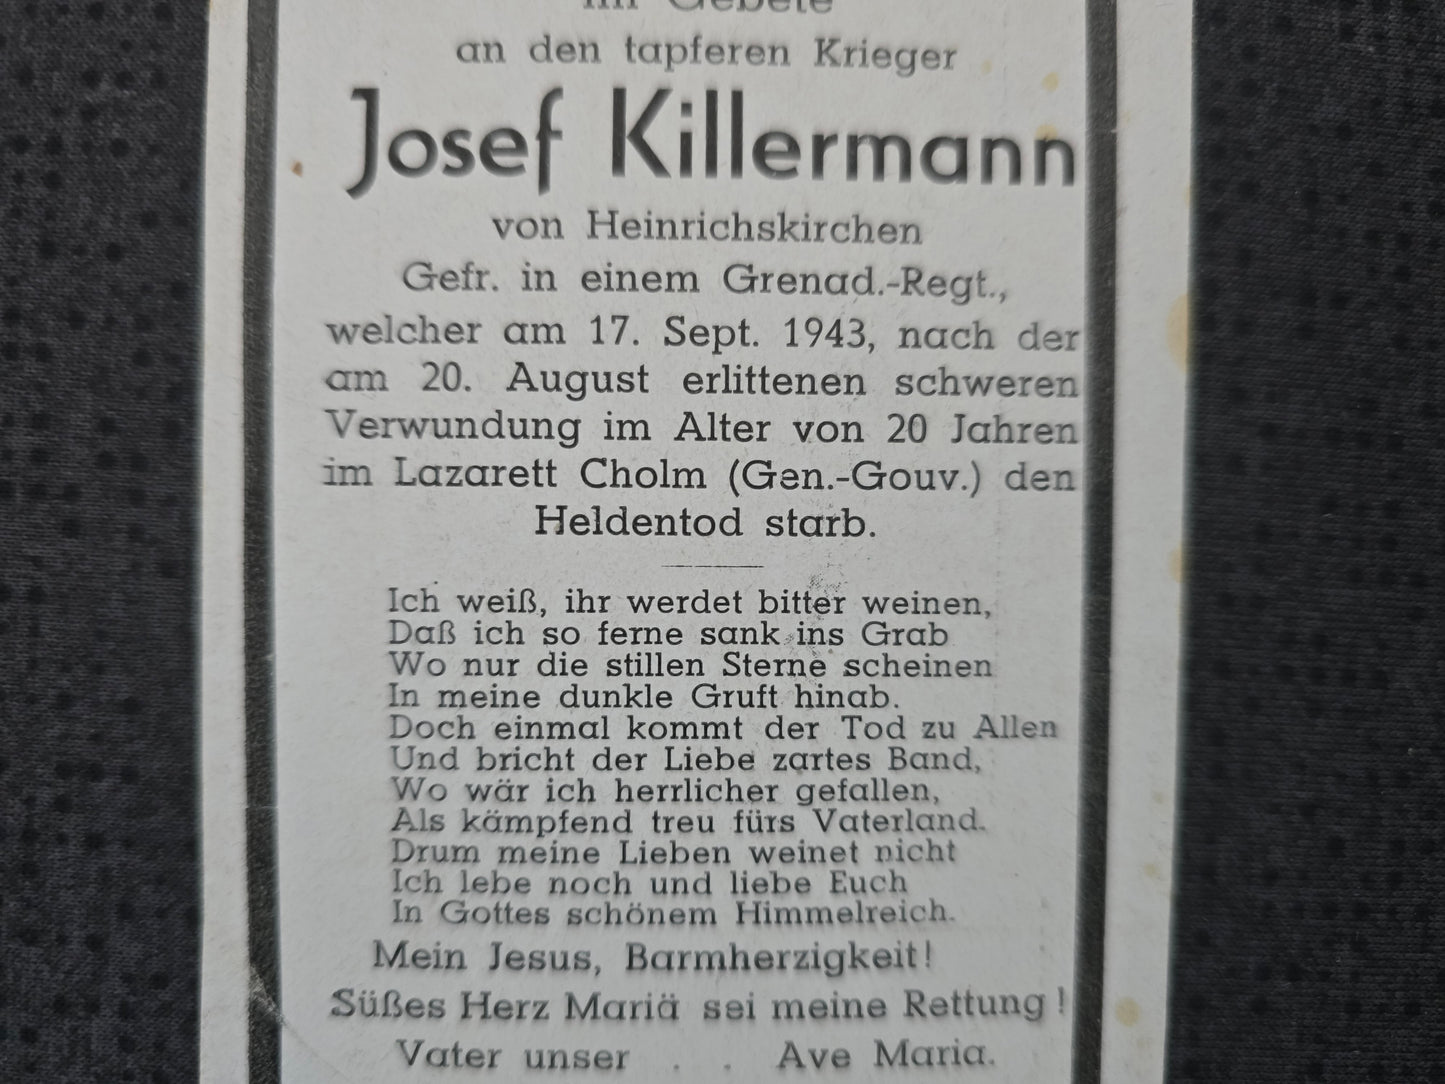 im Gebete
an den tapferen Krieger
Josef Killermann
von Heinrichskirchen
Gefr. in einem Grenad.-Regt.,
welcher am 17. Sept. 1943, nach der
am 20. August erlittenen schweren
Verwundung im Alter von 20 Jahren
im Lazarett Cholm (Gen.-Gouv.) den
Heldentod starb.
Ich weiß, ihr werdet bitter weinen,
Daß ich so ferne sank ins Grab
Wo nur die stillen Sterne scheinen
In meine dunkle Gruft hinab.
Doch einmal kommt der Tod zu Allen
Und bricht der Liebe zartes Band,
Wo wär ich herrlicher gefallen,
Als kämpfend treu fürs Vaterland.
Drum meine Lieben weinet nicht
Ich lebe noch und liebe Euch
In Gottes schönem Himmelreich.
Mein Jesus, Barmherzigkeit!
Süßes Herz Mariä sei meine Rettung!
Vater unser . . Ave Maria.